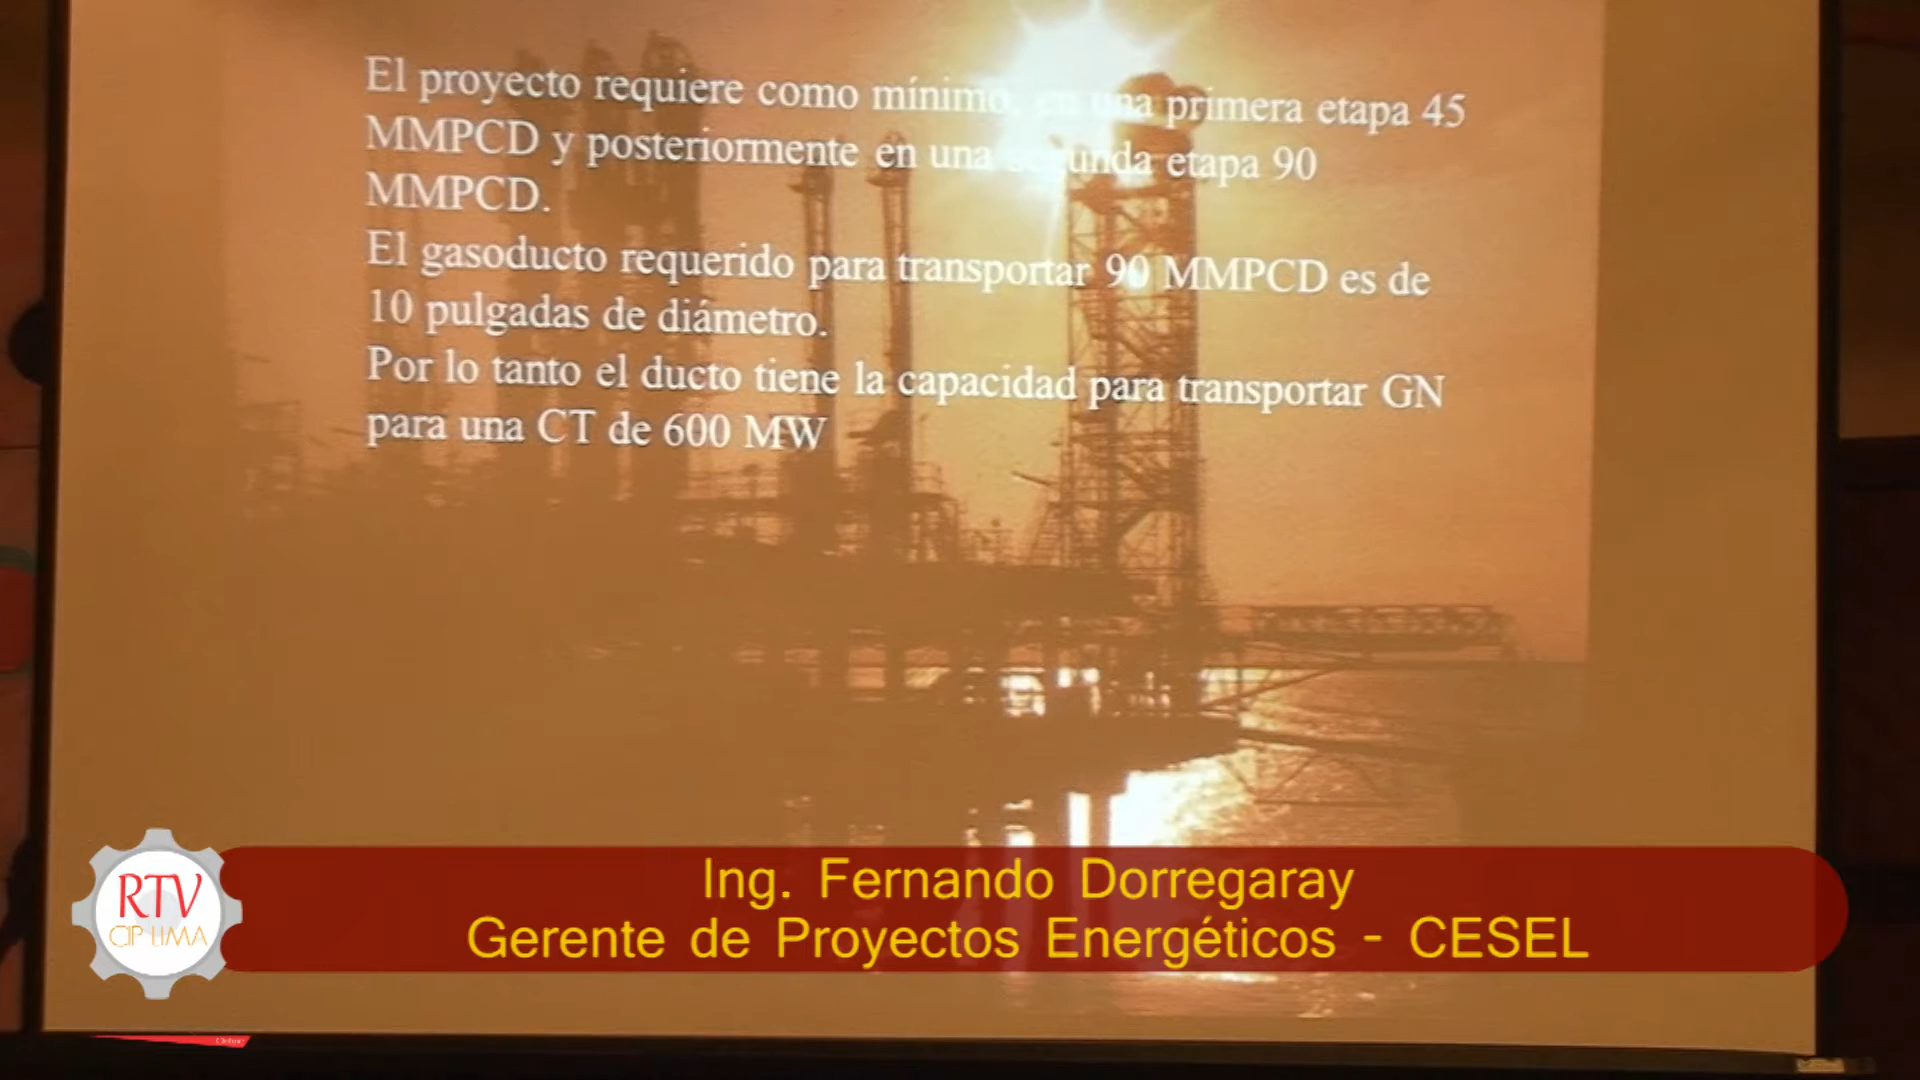 El proyecto requiere como mínimo, en una primera etapa 45
MMPCD y posteriormente en una segunda etapa 90
MMPCD.
El gasoducto requerido para transportar 90 MMPCD es de
10 pulgadas de diámetro.
Por lo tanto el ducto tiene la capacidad para transportar GN
para una CT de 600 MW
Ing. Fernando Dorregaray
Gerente de Proyectos Energéticos - CESEL
RTV
CIP LIMA
Online